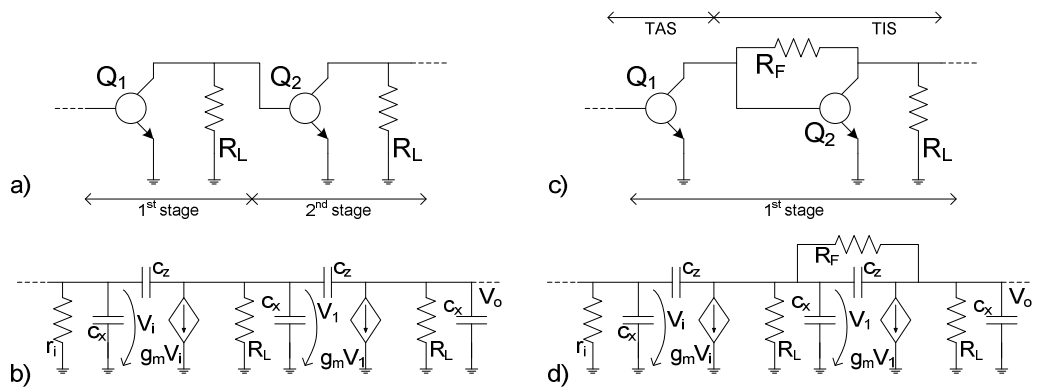 TAS TIS
Q1 Q2 RL RL
a)
1st stage 2nd stage
Q1 RF Q2 RL
c)
1st stage
ri cx Vi cz gmVi RL cx V1 cz gmV1 RL cx Vo
b)
ri cx Vi cz gmVi RL cx V1 RF cz gmV1 RL cx Vo
d)